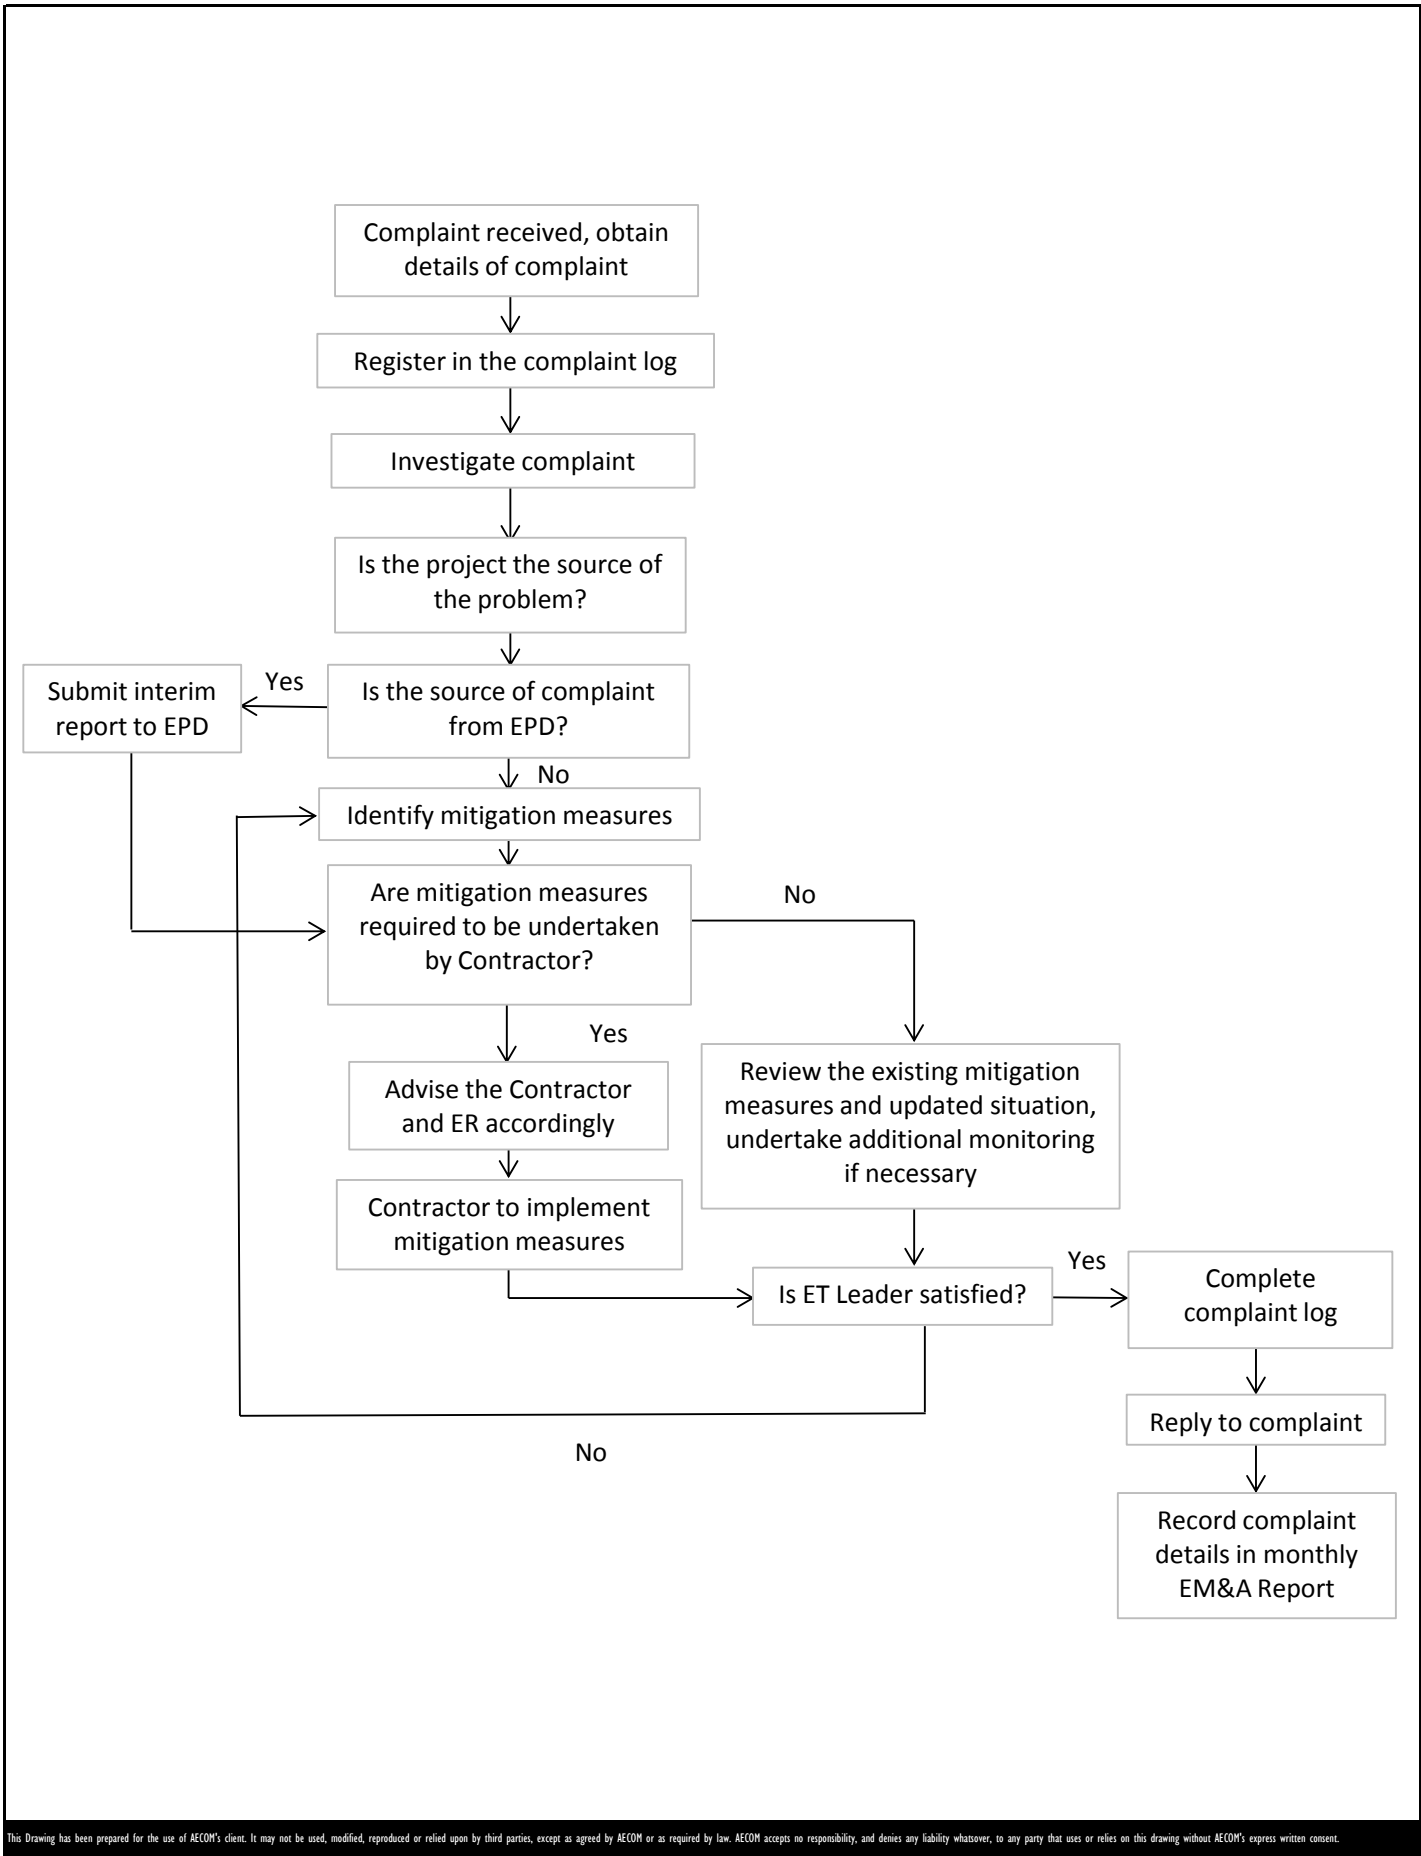 Complaint received, obtain
details of complaint
Register in the complaint log
Investigate complaint
Is the project the source of
the problem?
Submit interim
report to EPD
Yes
Is the source of complaint
from EPD?
No
Identify mitigation measures
Are mitigation measures
required to be undertaken
by Contractor?
No
Yes
Advise the Contractor
and ER accordingly
Review the existing mitigation
measures and updated situation,
undertake additional monitoring
if necessary
Contractor to implement
mitigation measures
Is ET Leader satisfied?
Yes
Complete
complaint log
No
Reply to complaint
Record complaint
details in monthly
EM&A Report
This Drawing has been prepared for the use of AECOM's client. It may not be used, modified, reproduced or relied upon by third parties, except as agreed by AECOM or as required by law. AECOM accepts no responsibility, and denies any liability whatsoever, to any party that uses or relies on this drawing without AECOM's express written consent.